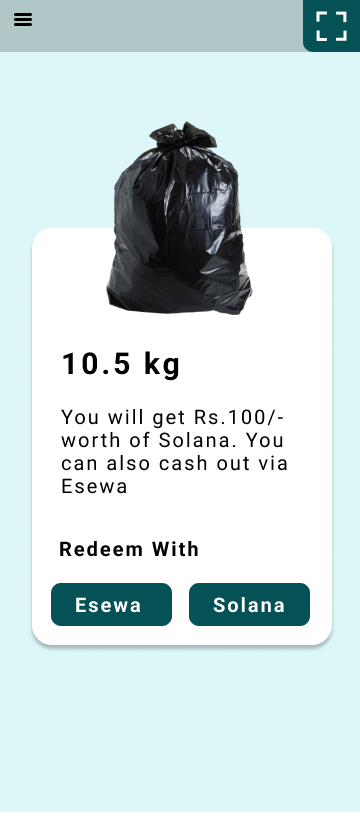 10.5 kg
You will get Rs.100/-
worth of Solana. You
can also cash out via
Esewa
Redeem With
Esewa
Solana